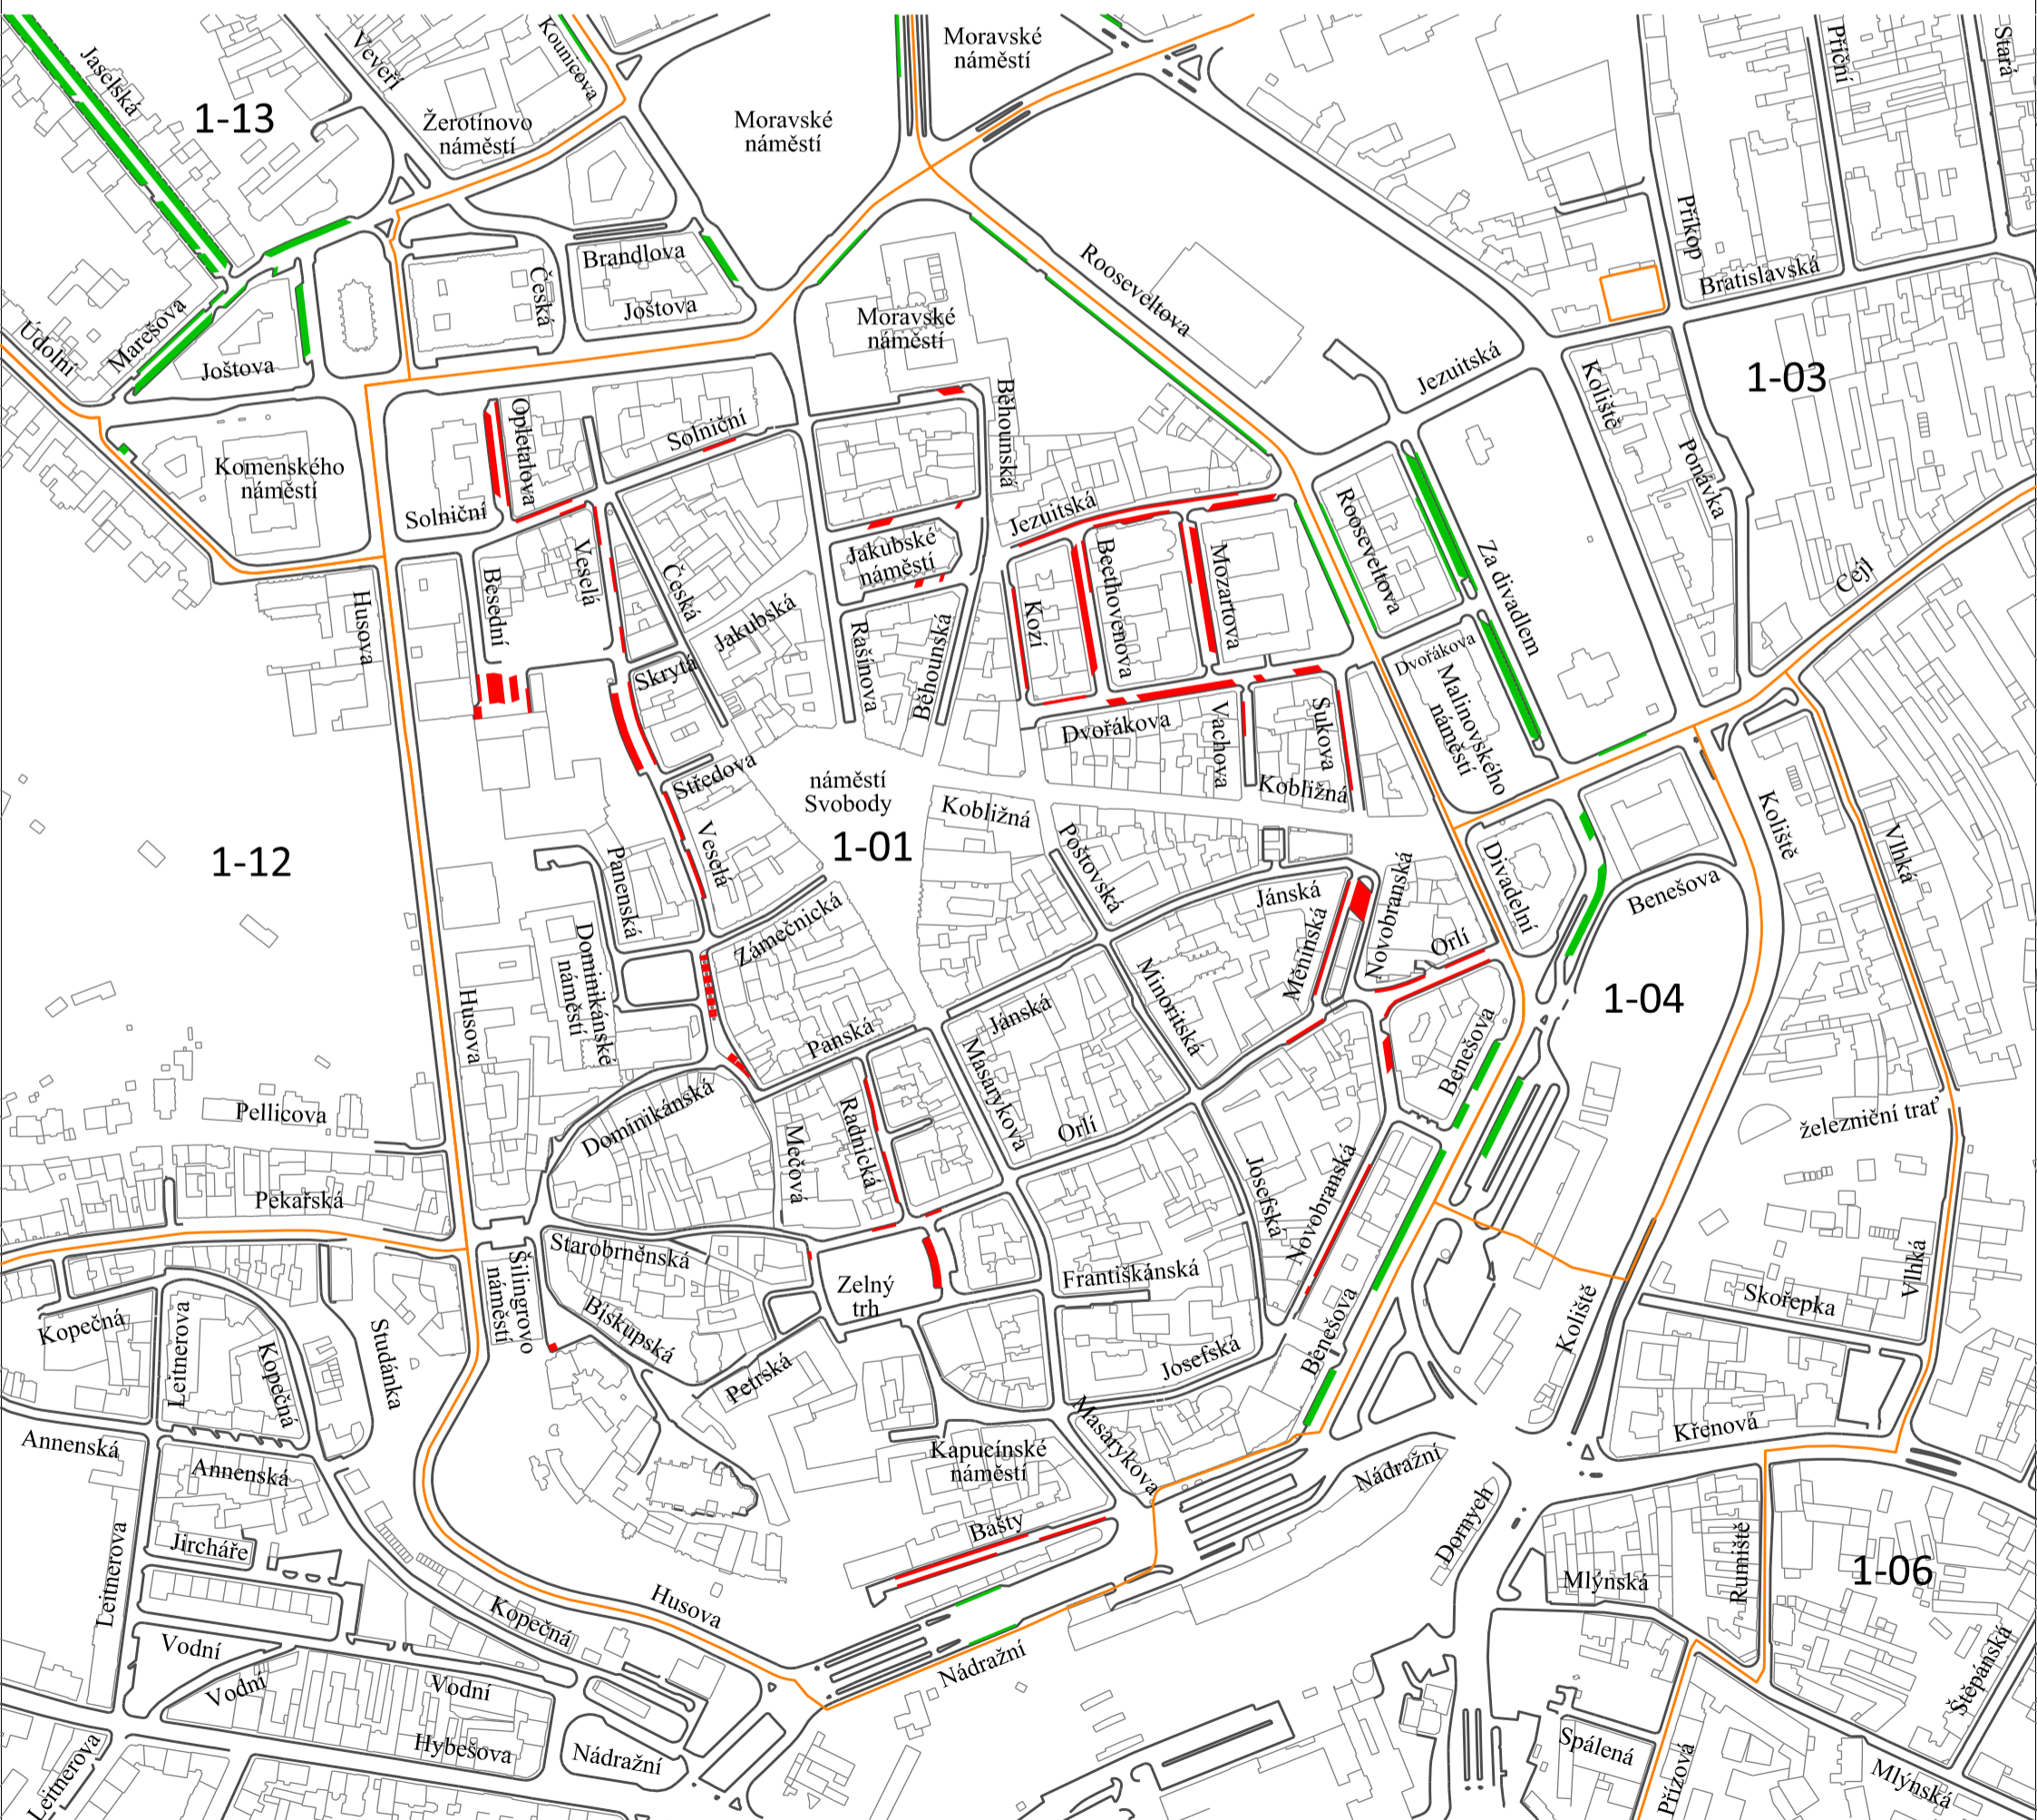 Jaselská
1-13
Veveří
Kounicova
Žerotínovo
náměstí
Moravské
náměstí
Moravské
náměstí
Příční
Stará
Příkop
Bratislavská
Brandlova
Česká
Joštova
Moravské
náměstí
Rooseveltova
Údolní
Marešova
Joštova
Jezuitská
Koliště
1-03
Ponávka
Opletalova
Solniční
Běhounská
Komenského
náměstí
Solniční
Jezuitská
Rooseveltova
Za divadlem
Cejl
Jakubské
náměstí
Husova
Besední
Veselá
Česká
Jakubská
Rašínova
Běhounská
Kozí
Beethovenova
Mozartova
Dvořákova
Malinovského
náměstí
Skrytá
Dvořákova
Vachova
Sukova
Kobližná
Středova
náměstí
Svobody
1-01
Kobližná
Poštovská
1-12
Veselá
Panenská
Zámečnická
Dominikánské
náměstí
Jánská
Měnínská
Novobranská
Orlí
Divadelní
Benešova
Koliště
Vlhká
1-04
Husova
Panská
Jánská
Masarykova
Minoritská
Benešova
Pellicova
Dominikánská
Mečová
Radnická
Orlí
Josefská
Novobranská
železniční trať
Pekařská
Šilingrovo
náměstí
Starobrněnská
Biskupská
Zelný
trh
Františkánská
Benešova
Josefská
Petrská
Koliště
Skořepka
Vlhká
Kopečná
Leitnerova
Kopečná
Studánka
Křenová
Annenská
Annenská
Masarykova
Kapucínské
náměstí
Nádražní
Dornych
Bašty
Jircháře
Leitnerova
Husova
Kopečná
Nádražní
Mlýnská
Rumiště
1-06
Vodní
Vodní
Vodní
Hybešova
Nádražní
Leitnerova
Spálená
Přízová
Štěpánská
Mlýnská